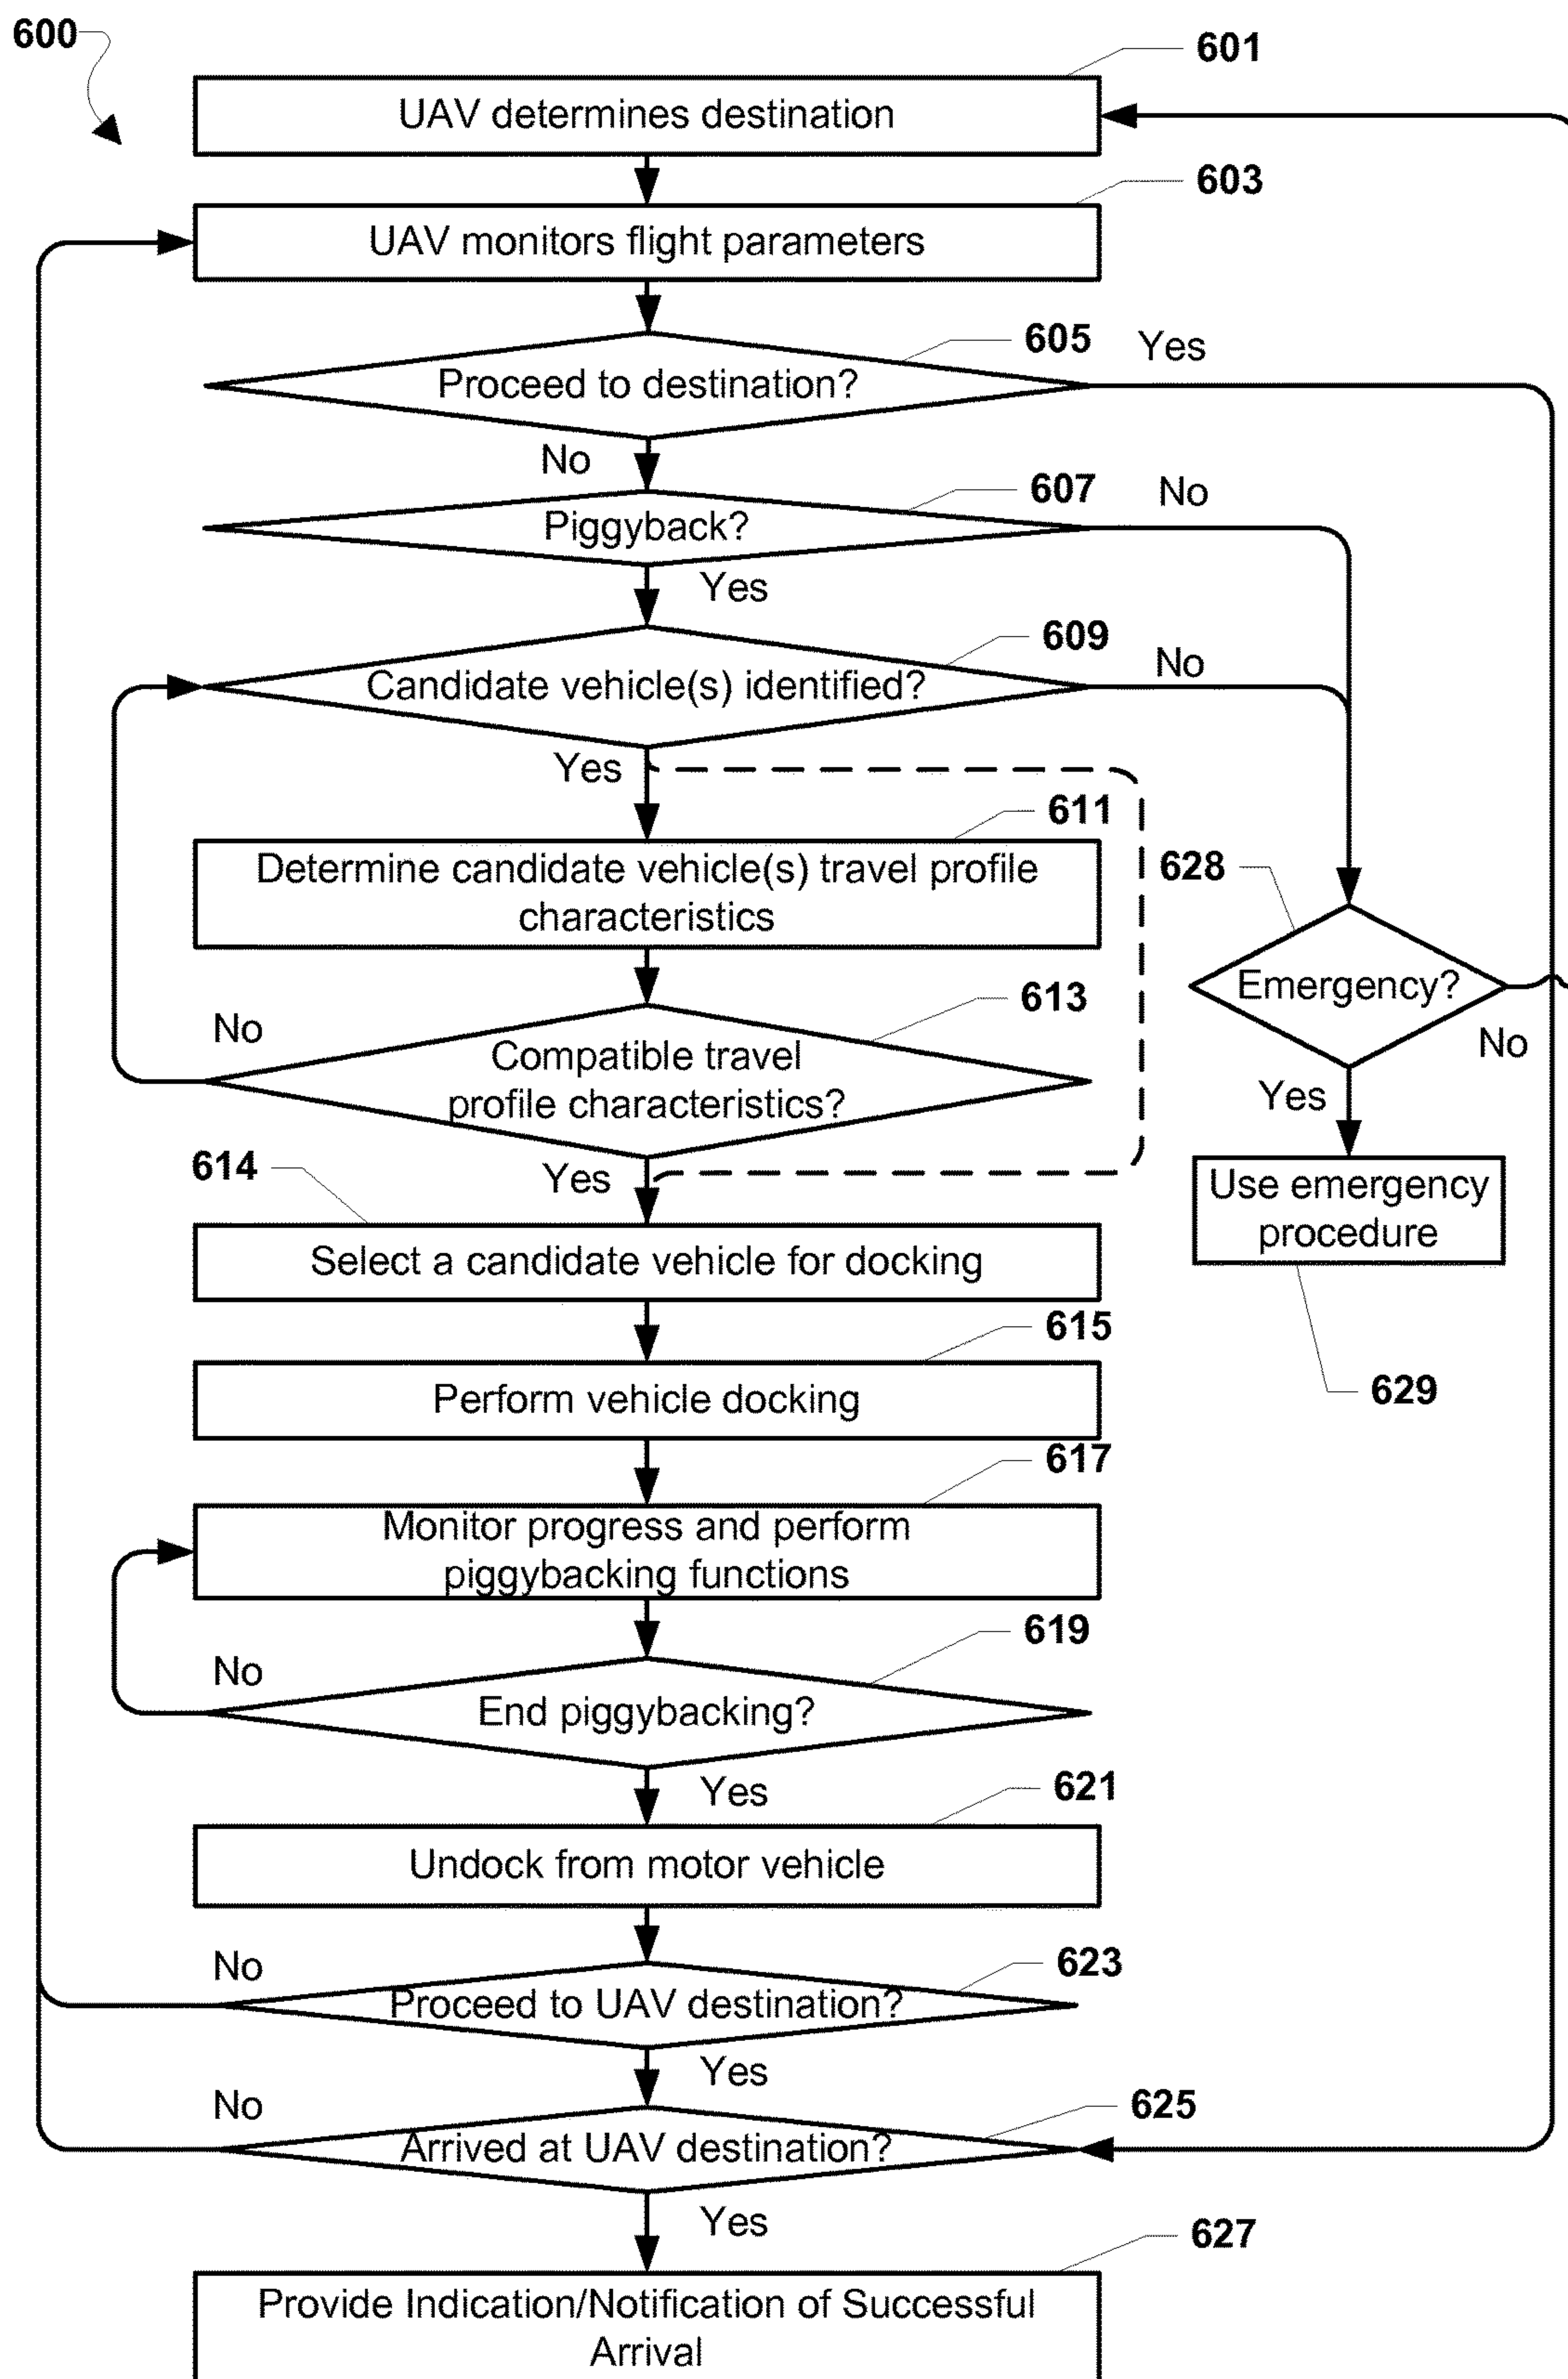 600
601
UAV determines destination
603
UAV monitors flight parameters
605
Yes
Proceed to destination?
No
607
No
Piggyback?
Yes
609
No
Candidate vehicle(s) identified?
Yes
611
Determine candidate vehicle(s) travel profile
characteristics
628
Emergency?
No
613
No
Compatible travel
profile characteristics?
Yes
Yes
614
Use emergency
procedure
629
Select a candidate vehicle for docking
615
Perform vehicle docking
617
Monitor progress and perform
piggybacking functions
619
No
End piggybacking?
Yes
621
Undock from motor vehicle
No
623
Proceed to UAV destination?
Yes
No
625
Arrived at UAV destination?
Yes
627
Provide Indication/Notification of Successful
Arrival